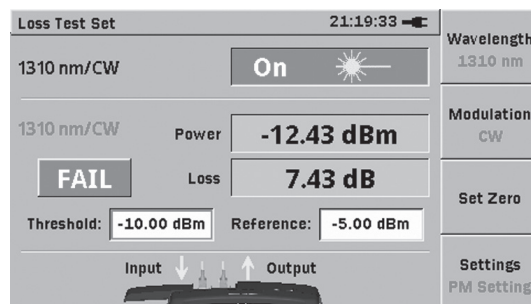 Loss Test Set 21:19:33
1310 nm/CW On
1310 nm/CW Power -12.43 dBm
FAIL Loss 7.43 dB
Threshold: -10.00 dBm Reference: -5.00 dBm
Input Output
Wavelength
1310 nm
Modulation
CW
Set Zero
Settings
PM Setting